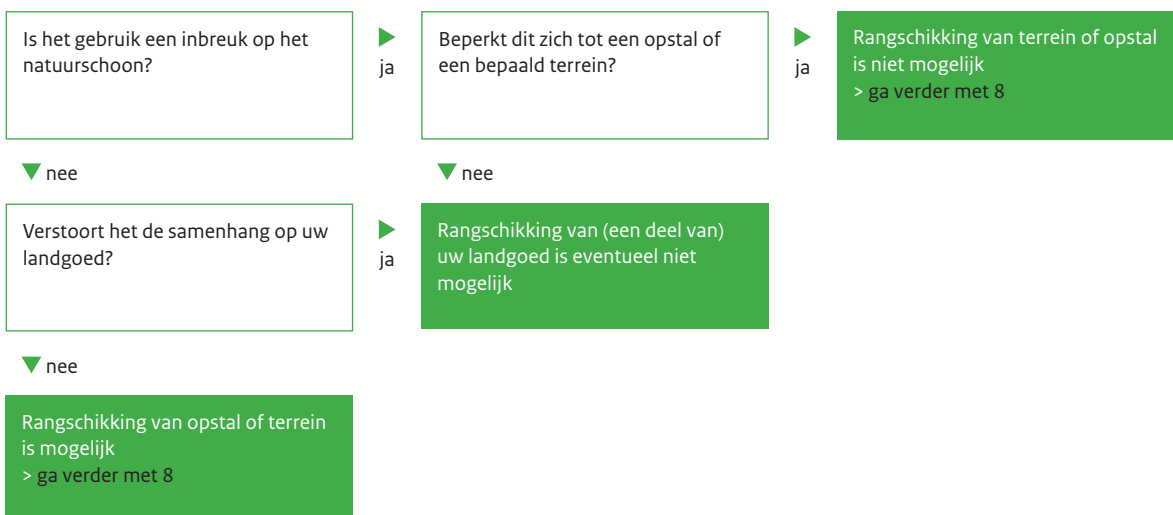 Is het gebruik een inbreuk op het
natuurschoon?
ja
Beperkt dit zich tot een opstal of
een bepaald terrein?
ja
Rangschikking van terrein of opstal
is niet mogelijk
> ga verder met 8
nee
nee
Verstoort het de samenhang op uw
landgoed?
ja
Rangschikking van (een deel van)
uw landgoed is eventueel niet
mogelijk
nee
Rangschikking van opstal of terrein
is mogelijk
> ga verder met 8